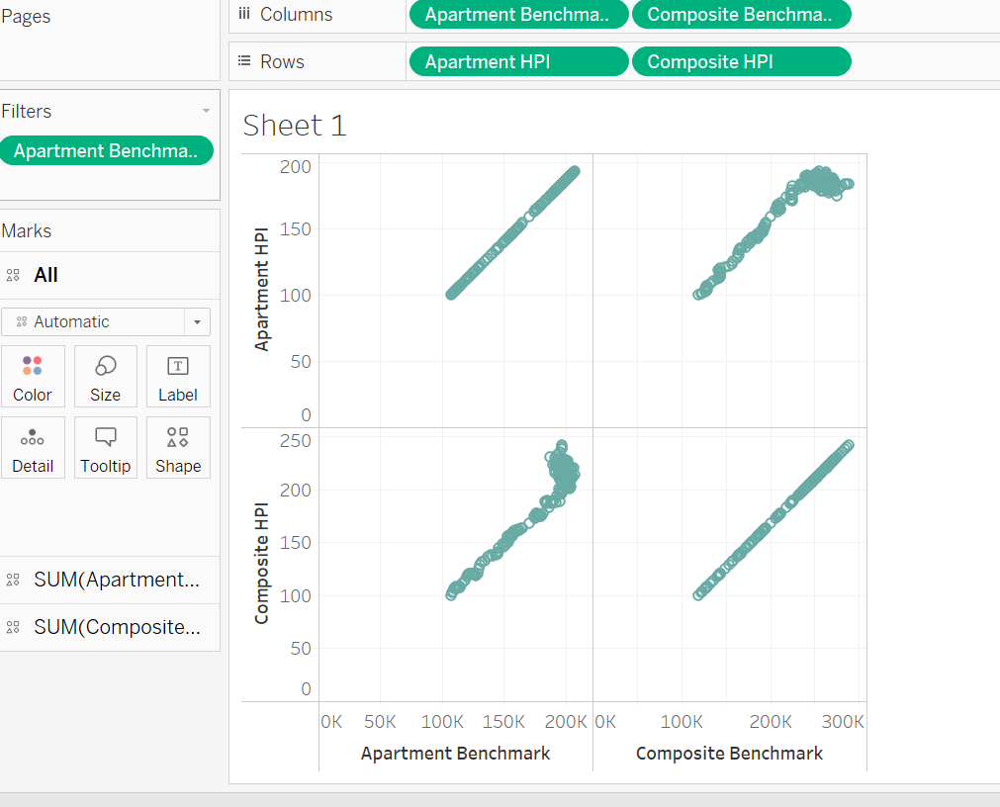 Pages
Columns
Apartment Benchma..
Composite Benchma..
Rows
Apartment HPI
Composite HPI
Filters
Apartment Benchma..
Marks
All
Automatic
Color
Size
T
Label
Detail
Tooltip
Shape
SUM(Apartment...
SUM(Composite...
Sheet 1
200
150
100
50
0
Apartment HPI
250
200
150
100
50
0
Composite HPI
0K 50K 100K 150K 200K
0K 100K 200K 300K
Apartment Benchmark
Composite Benchmark